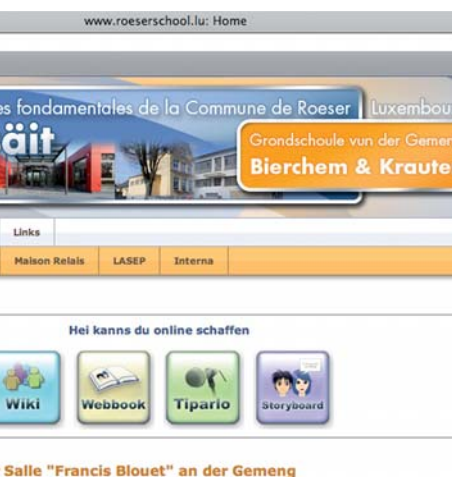 www.roeserschool.lu: Home
es fondamentales de la Commune de Roeser Luxembou
äit
Grondschoule vun der Gemen
Bierchem & Kraute
Links
Maison Relais LASEP Interna
Hei kanns du online schaffen
Wiki Webbook Tiparlo Storyboard
Salle "Francis Blouet" an der Gemeng